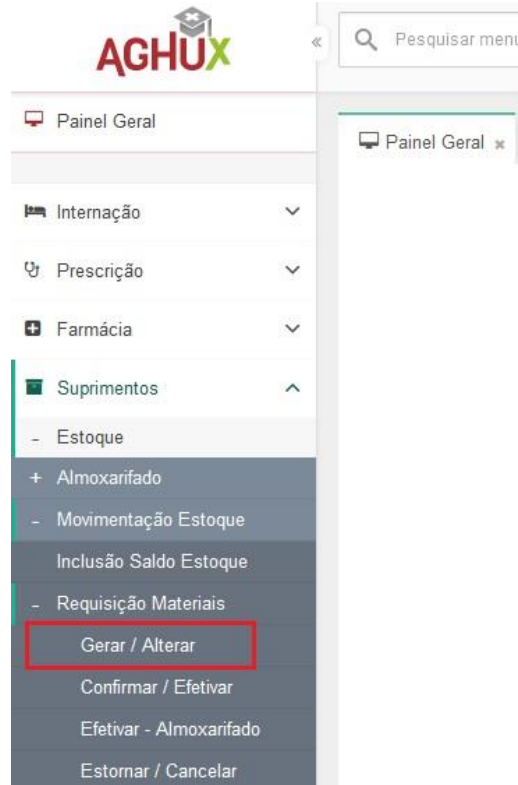 AGHUX
«
Pesquisar menu
Painel Geral
Painel Geral ×
Internação
Prescrição
Farmácia
Suprimentos
- Estoque
+ Almoxarifado
- Movimentação Estoque
Inclusão Saldo Estoque
- Requisição Materiais
Gerar / Alterar
Confirmar / Efetivar
Efetivar - Almoxarifado
Estornar / Cancelar